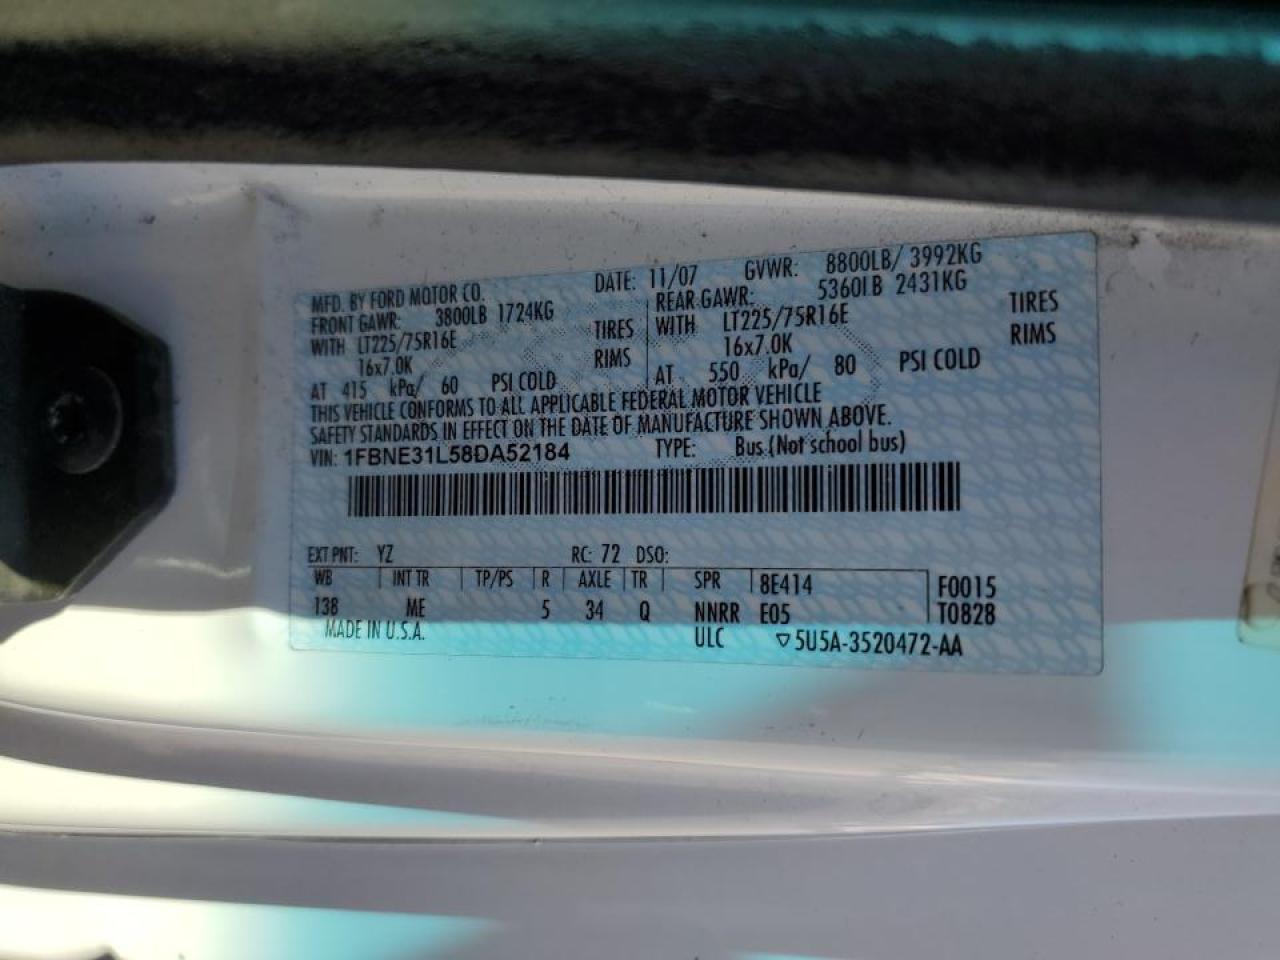 MFD. BY FORD MOTOR CO. DATE: 11/07 GVWR: 8800LB/ 3992KG
FRONT GAWR: 3800LB 1724KG REAR GAWR: 5360LB 2431KG
WITH LT225/75R16E TIRES WITH LT225/75R16E TIRES
16x7.0K RIMS 16x7.0K RIMS
AT 415 kPa/ 60 PSI COLD AT 550 kPa/ 80 PSI COLD
THIS VEHICLE CONFORMS TO ALL APPLICABLE FEDERAL MOTOR VEHICLE
SAFETY STANDARDS IN EFFECT ON THE DATE OF MANUFACTURE SHOWN ABOVE.
VIN: 1FBNE31L58DA52184 TYPE: Bus (Not school bus)
EXT PNT: YZ RC: 72 DSO:
WB INT TR TP/PS R AXLE TR SPR 8E414 F0015
138 ME 5 34 Q NNRR E05 T0828
MADE IN U.S.A. ULC ▽5U5A-3520472-AA